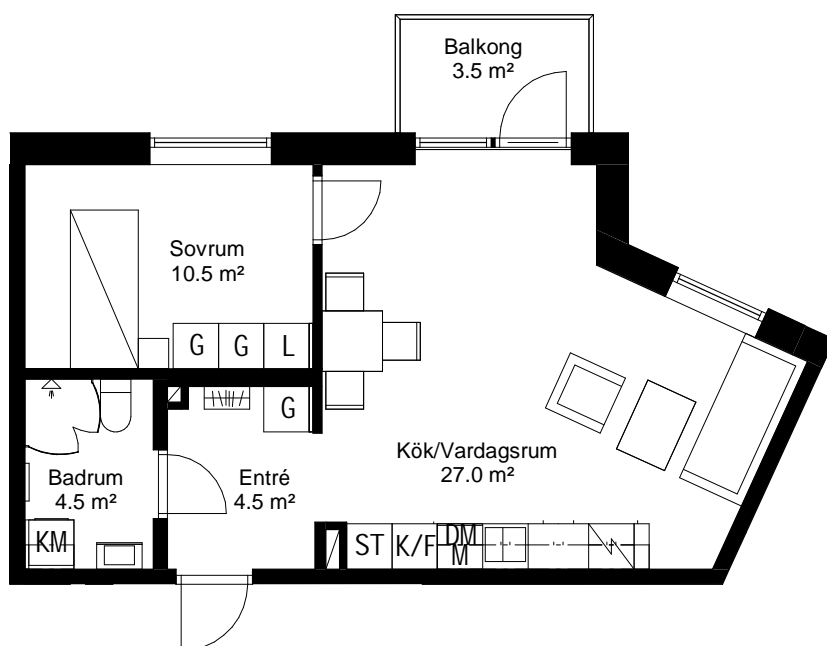 Balkong
3.5 m²
Sovrum
10.5 m²
G G L
G
Kök/Vardagsrum
27.0 m²
Badrum
4.5 m²
Entré
4.5 m²
KM
ST K/F DM
M